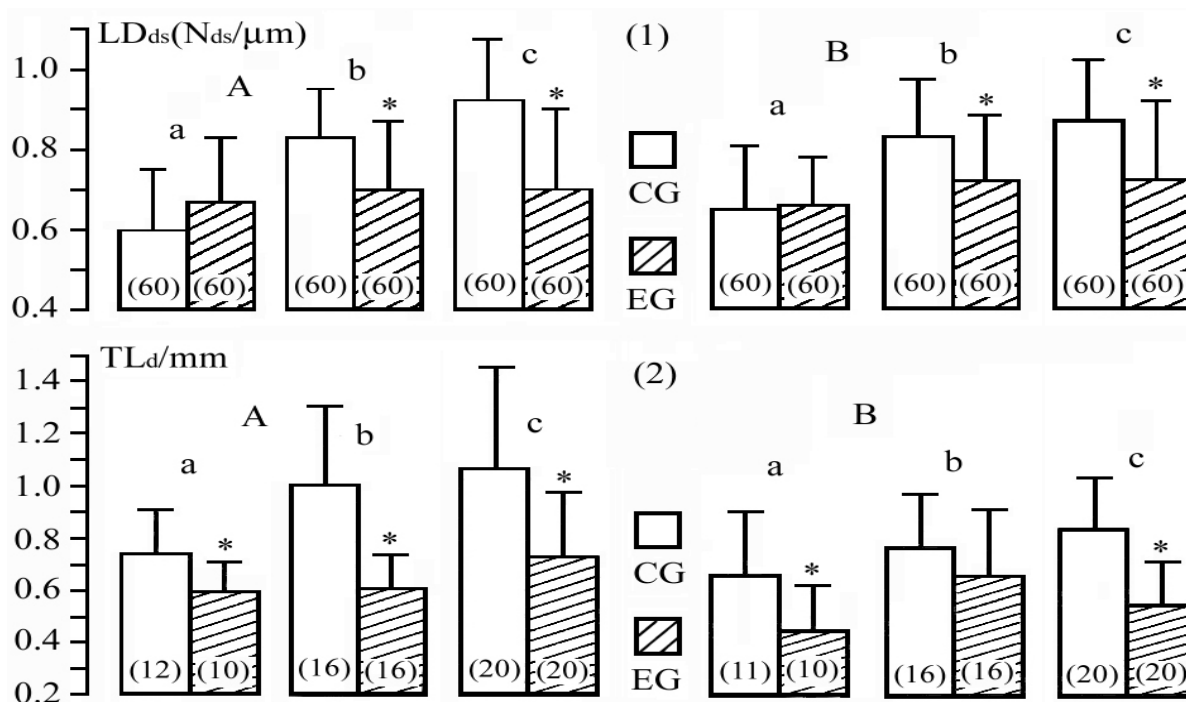 LDds(Nds/μm) (1)
A B
a b c a b c
* * * *
1.0
0.8
0.6
0.4
CG
EG
(60) (60) (60) (60) (60) (60) (60) (60) (60) (60) (60) (60)
TLd/mm (2)
A B
a b c a b c
* * * * *
1.4
1.2
1.0
0.8
0.6
0.4
0.2
CG
EG
(12) (10) (16) (16) (20) (20) (11) (10) (16) (16) (20) (20)